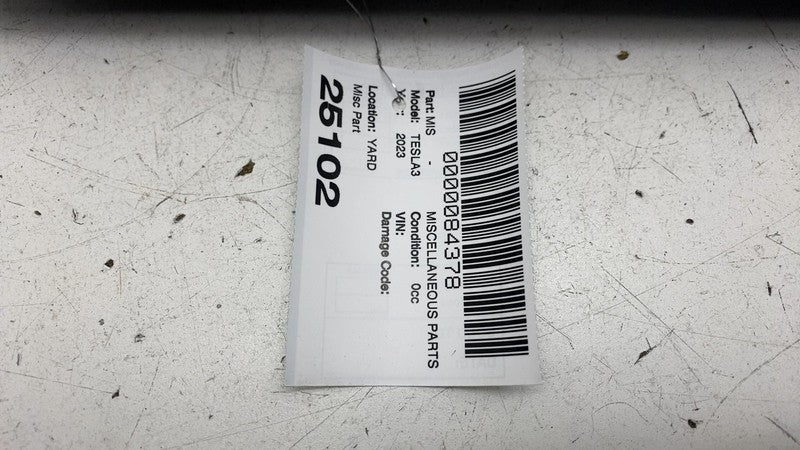 0000084378
Part: MIS - MISCELLANEOUS PARTS
Model: TESLA3 Condition: 0cc
2023 VIN:
Damage Code:
Location: YARD
Misc Part
25102